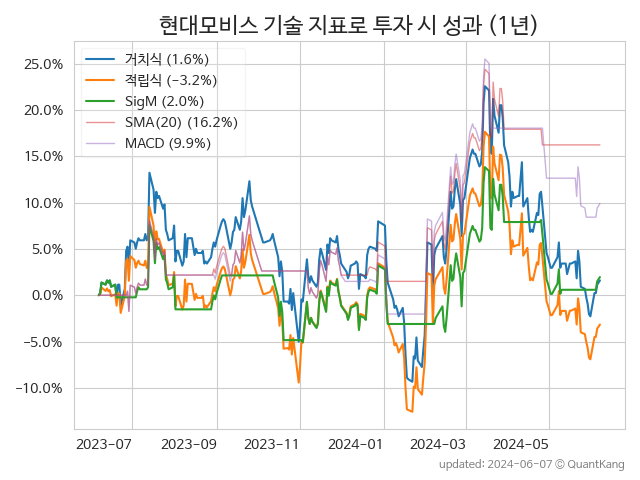 현대모비스 기술 지표로 투자 시 성과 (1년)
거치식 (1.6%)
적립식 (−3.2%)
SigM (2.0%)
SMA(20) (16.2%)
MACD (9.9%)
25.0%
20.0%
15.0%
10.0%
5.0%
0.0%
−5.0%
−10.0%
2023-07 2023-09 2023-11 2024-01 2024-03 2024-05
updated: 2024-06-07 © QuantKang